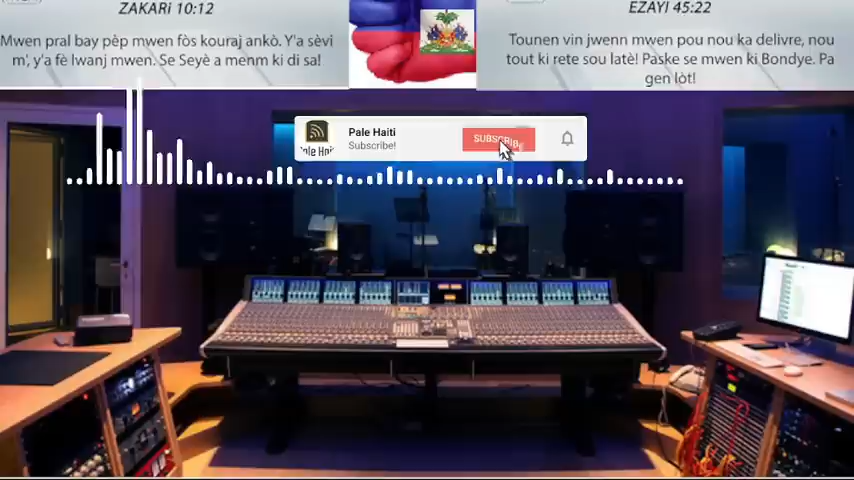 ZAKARi 10:12
Mwen pral bay pèp mwen fòs kouraj ankò. Y'a sèvi
m', y'a fè lwanj mwen. Se Seyè a menm ki di sa!
EZAYI 45:22
Tounen vin jwenn mwen pou nou ka delivre, nou
tout ki rete sou latè! Paske se mwen ki Bondye. Pa
gen lòt!
Pale Haiti
Subscribe!
SUBSCRIBE